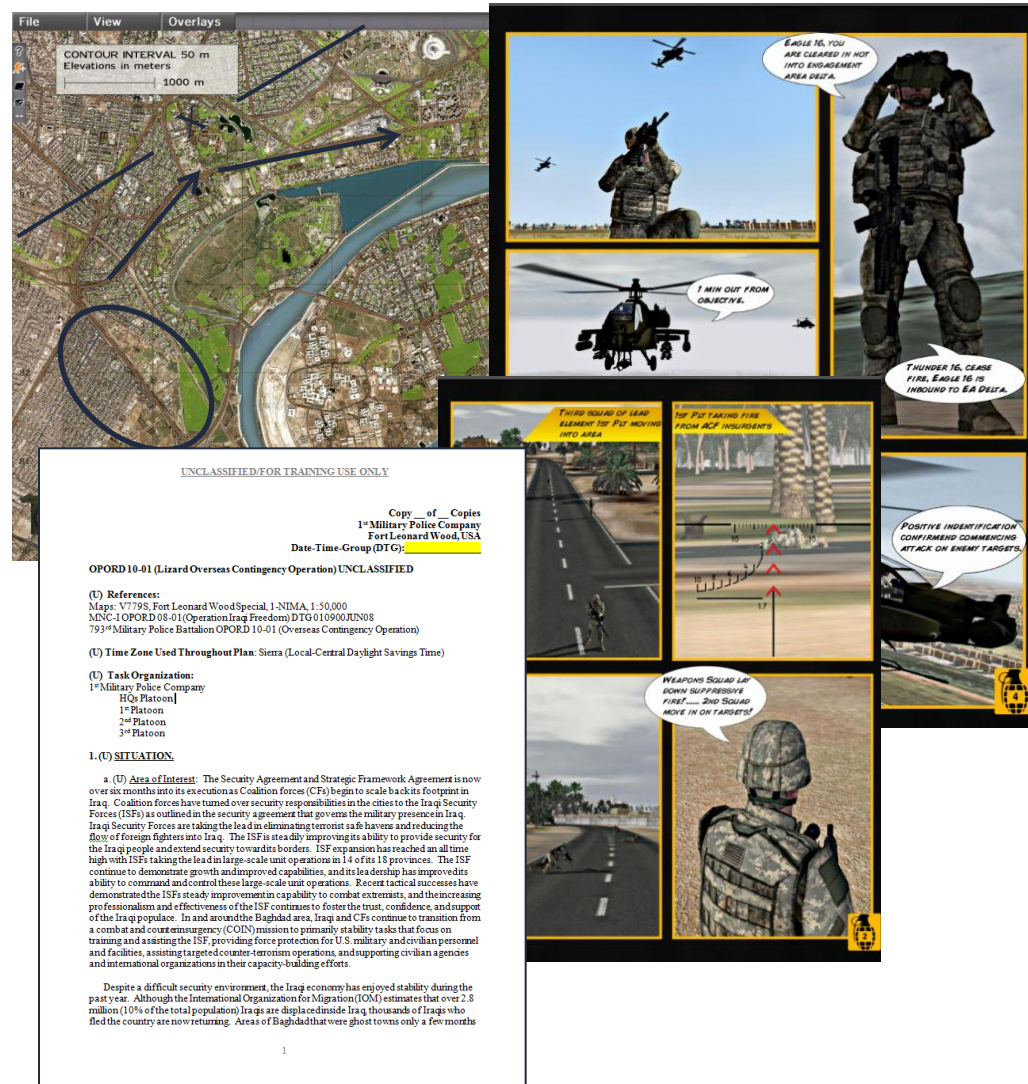 File View Overlays
CONTOUR INTERVAL 50 m
Elevations in meters
1000 m
EAGLE 16, YOU
ARE CLEARED IN HOT
INTO ENGAGEMENT
AREA DELTA.
1 MIN OUT FROM
OBJECTIVE.
THUNDER 16, CEASE
FIRE, EAGLE 16 IS
INBOUND TO EA DELTA.
THIRD SQUAD OF LEAD
ELEMENT 1ST PLT MOVING
INTO AREA
1ST PLT TAKING FIRE
FROM ACF INSURGENTS
10
10
10 8 6 4 2
1.7
POSITIVE INDENTIFICATION
CONFIRMEND COMMENCING
ATTACK ON ENEMY TARGETS.
4
WEAPONS SQUAD LAY
DOWN SUPPRESSIVE
FIRE!...... 2ND SQUAD
MOVE IN ON TARGETS!
2
UNCLASSIFIED/FOR TRAINING USE ONLY
Copy __ of __ Copies
1st Military Police Company
Fort Leonard Wood, USA
Date-Time-Group (DTG):
OPORD 10-01 (Lizard Overseas Contingency Operation) UNCLASSIFIED
(U) References:
Maps: V779S, Fort Leonard Wood Special, 1-NIMA, 1:50,000
MNC-I OPORD 08-01(Operation Iraqi Freedom) DTG 010900JUN08
793rd Military Police Battalion OPORD 10-01 (Overseas Contingency Operation)
(U) Time Zone Used Throughout Plan: Sierra (Local-Central Daylight Savings Time)
(U) Task Organization:
1st Military Police Company
HQs Platoon
1st Platoon
2nd Platoon
3rd Platoon
1. (U) SITUATION.
a. (U) Area of Interest: The Security Agreement and Strategic Framework Agreement is now
over six months into its execution as Coalition forces (CFs) begin to scale back its footprint in
Iraq. Coalition forces have turned over security responsibilities in the cities to the Iraqi Security
Forces (ISFs) as outlined in the security agreement that governs the military presence in Iraq.
Iraqi Security Forces are taking the lead in eliminating terrorist safe havens and reducing the
flow of foreign fighters into Iraq. The ISF is steadily improving its ability to provide security for
the Iraqi people and extend security toward its borders. ISF expansion has reached an all time
high with ISFs taking the lead in large-scale unit operations in 14 of its 18 provinces. The ISF
continue to demonstrate growth and improved capabilities, and its leadership has improved its
ability to command and control these large-scale unit operations. Recent tactical successes have
demonstrated the ISFs steady improvement in capability to combat extremists, and the increasing
professionalism and effectiveness of the ISF continues to foster the trust, confidence, and support
of the Iraqi populace. In and around the Baghdad area, Iraqi and CFs continue to transition from
a combat and counterinsurgency (COIN) mission to primarily stability tasks that focus on
training and assisting the ISF, providing force protection for U.S. military and civilian personnel
and facilities, assisting targeted counter-terrorism operations, and supporting civilian agencies
and international organizations in their capacity-building efforts.
Despite a difficult security environment, the Iraqi economy has enjoyed stability during the
past year. Although the International Organization for Migration (IOM) estimates that over 2.8
million (10% of the total population) Iraqis are displaced inside Iraq, thousands of Iraqis who
fled the country are now returning. Areas of Baghdad that were ghost towns only a few months
1